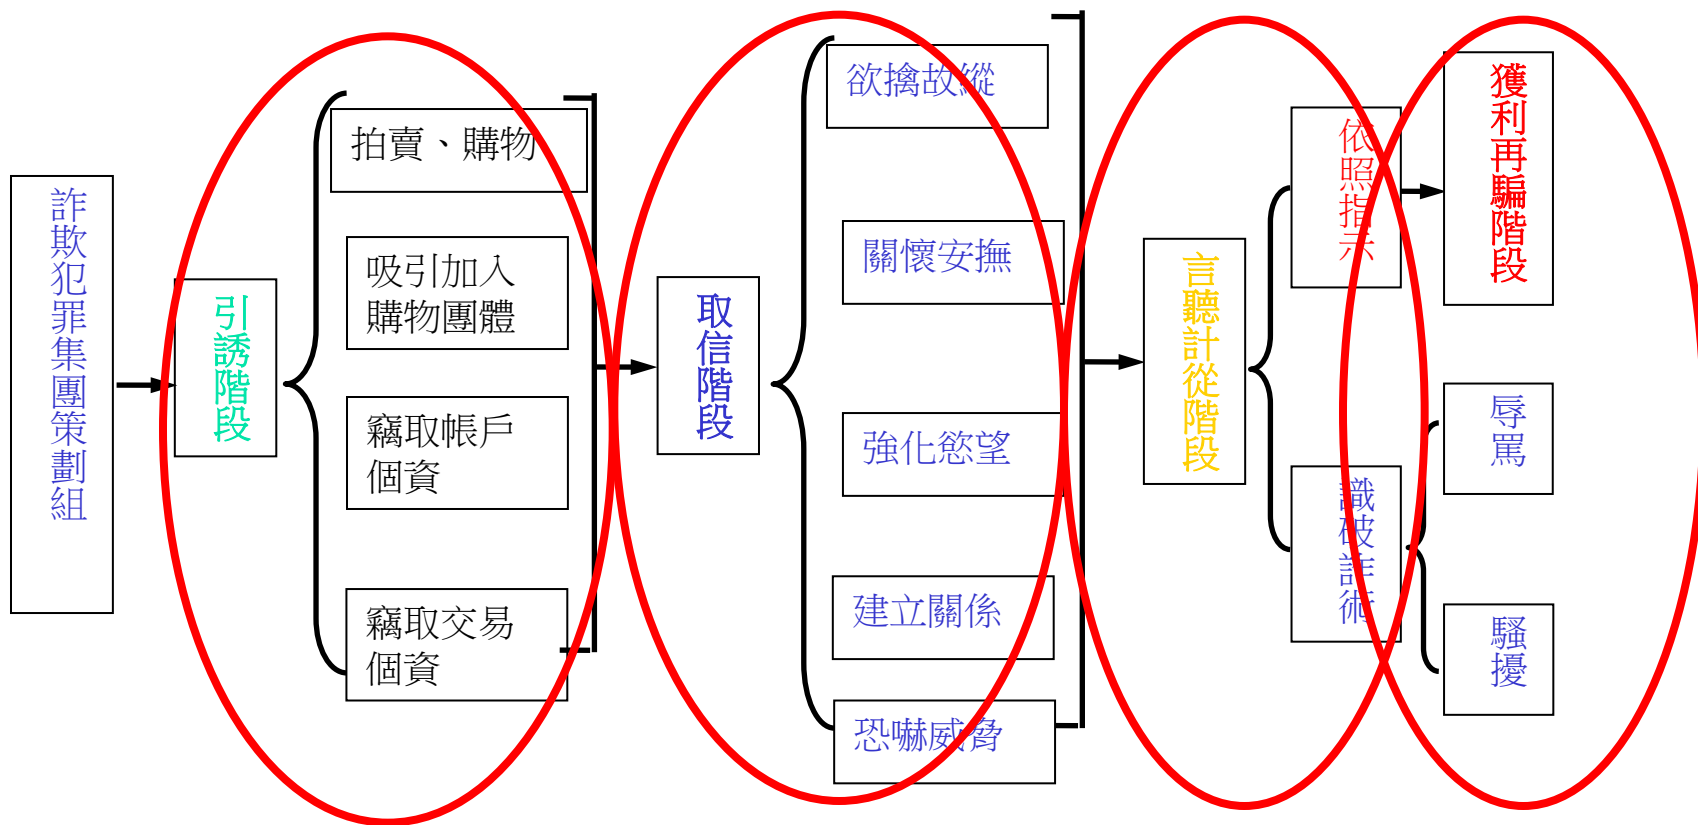 詐欺犯罪集團策劃組
引誘階段
拍賣、購物
吸引加入
購物團體
竊取帳戶
個資
竊取交易
個資
取信階段
欲擒故縱
關懷安撫
強化慾望
建立關係
恐嚇威脅
言聽計從階段
依照指示
識破詐術
獲利再騙階段
辱罵
騷擾